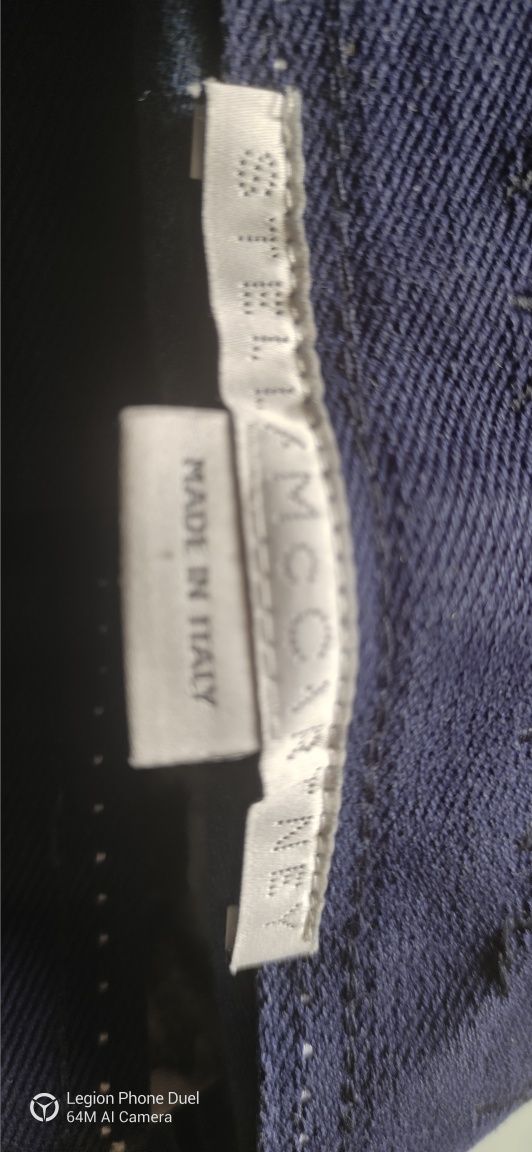 STELLA McCARTNEY
MADE IN ITALY
Legion Phone Duel
64M AI Camera